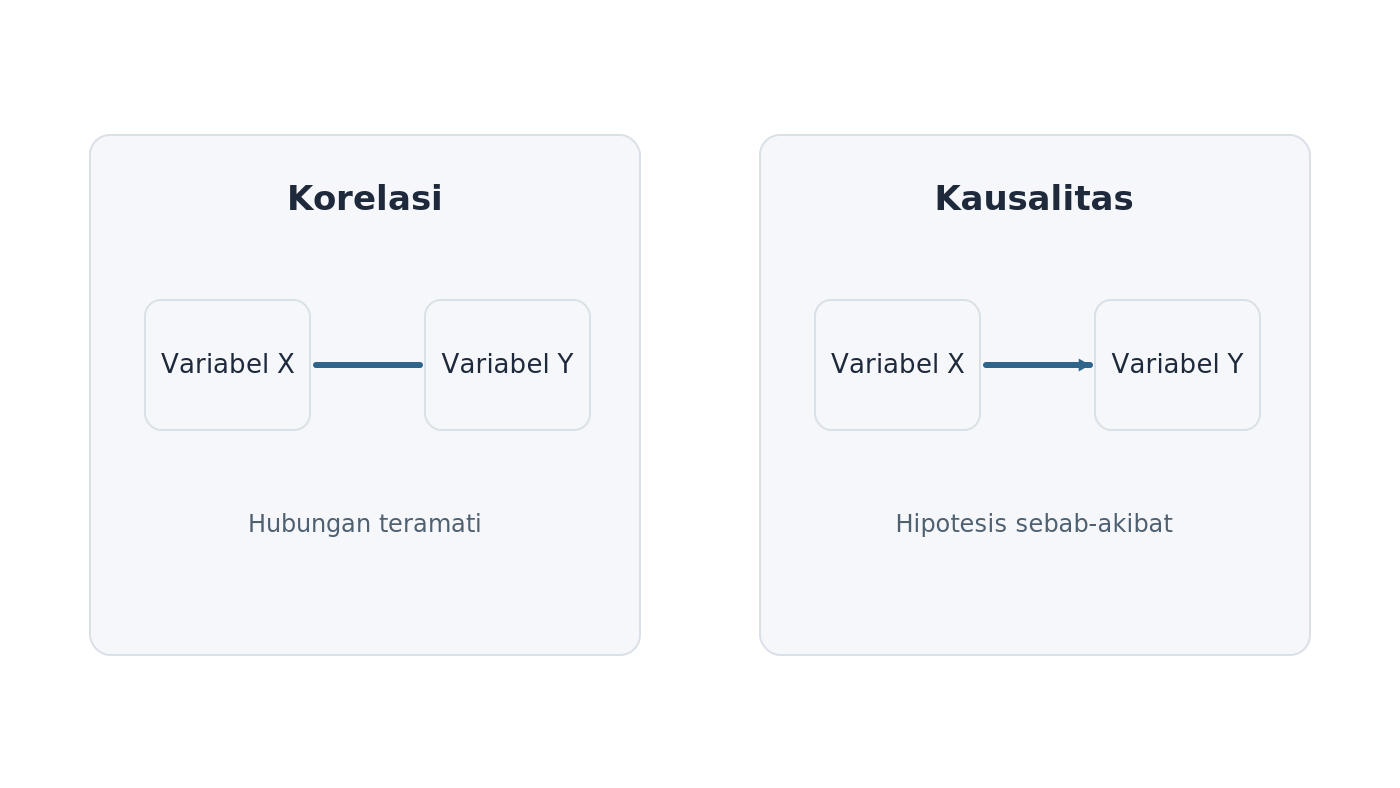 Korelasi
Variabel X
Variabel Y
Hubungan teramati
Kausalitas
Variabel X
Variabel Y
Hipotesis sebab-akibat